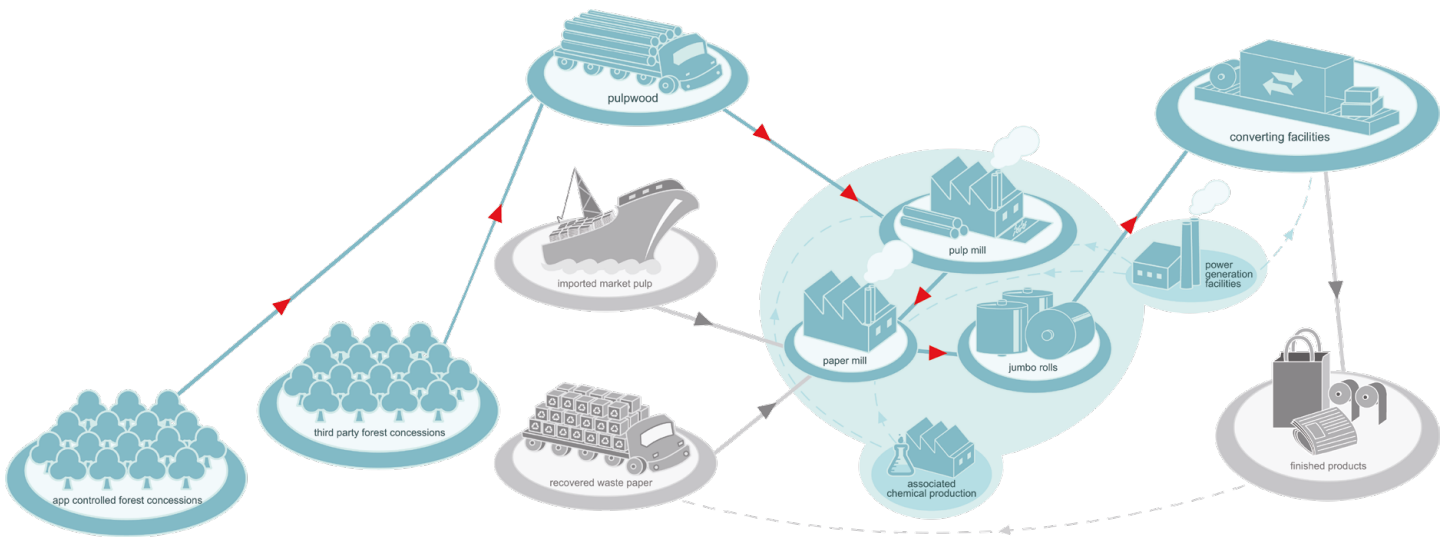 pulpwood
converting facilities
pulp mill
imported market pulp
power
generation
facilities
paper mill
jumbo rolls
third party forest concessions
finished products
recovered waste paper
associated
chemical production
app controlled forest concessions